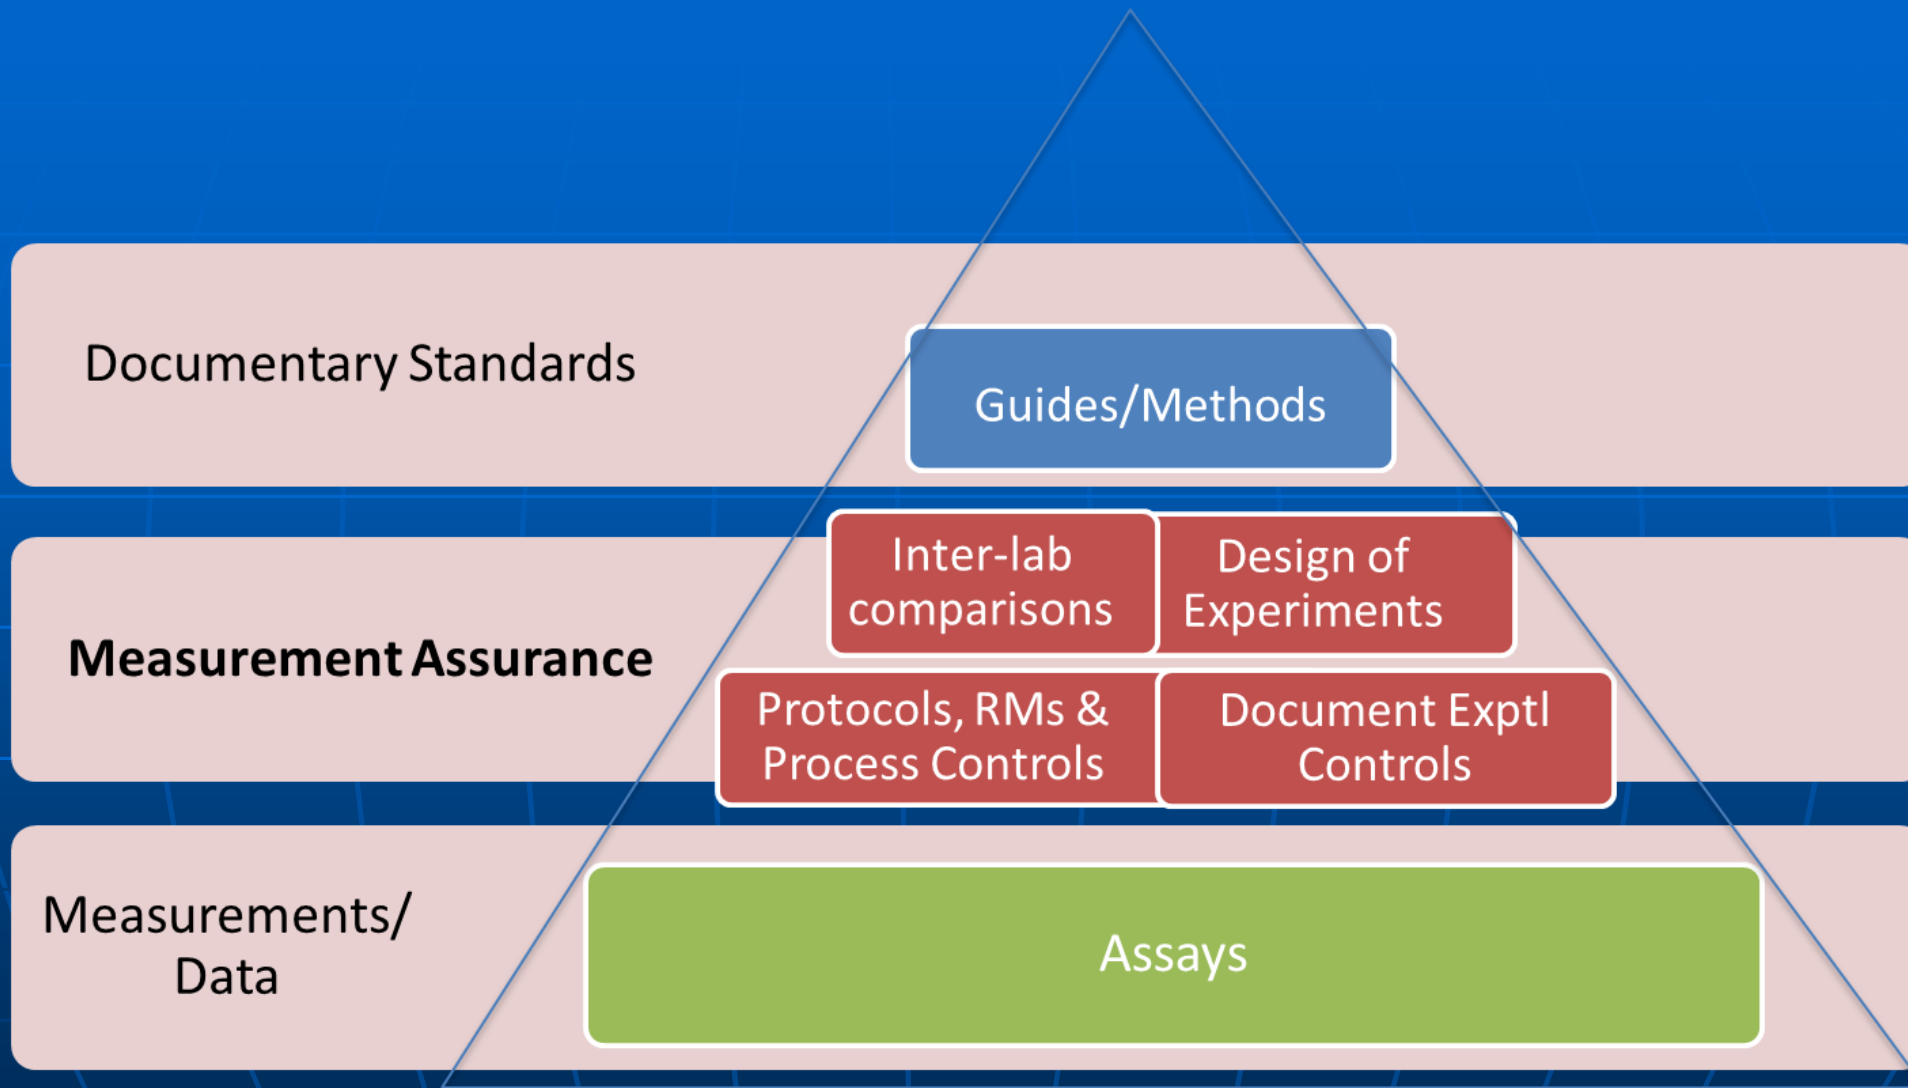 Documentary Standards
Guides/Methods
Inter-lab
comparisons
Design of
Experiments
Measurement Assurance
Protocols, RMs &
Process Controls
Document Exptl
Controls
Measurements/
Data
Assays